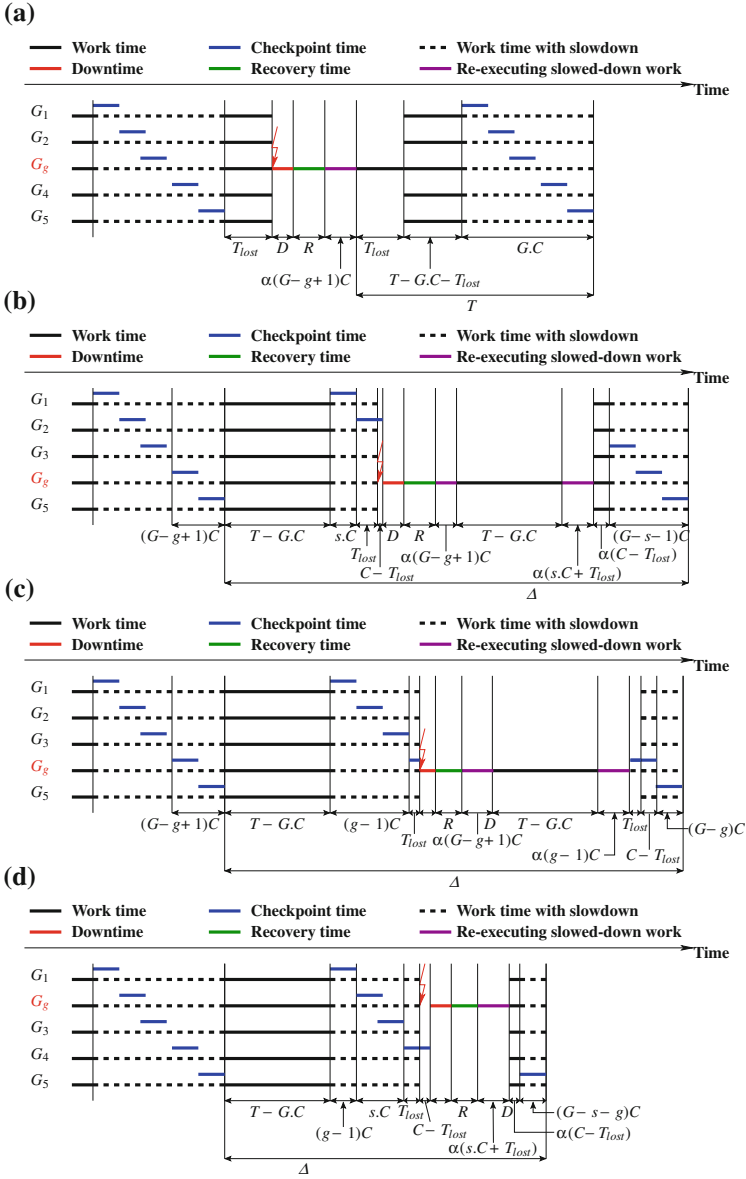 (a)
Work time Checkpoint time Work time with slowdown
Downtime Recovery time Re-executing slowed-down work
Time
G1
G2
Gg
G4
G5
Tlost D R Tlost G.C
α(G−g+1)C T − G.C − Tlost
T
(b)
Work time Checkpoint time Work time with slowdown
Downtime Recovery time Re-executing slowed-down work
Time
G1
G2
G3
Gg
G5
(G−g+1)C T − G.C s.C D R T − G.C (G−s−1)C
Tlost α(G−g+1)C α(C − Tlost)
C − Tlost α(s.C + Tlost)
Δ
(c)
Work time Checkpoint time Work time with slowdown
Downtime Recovery time Re-executing slowed-down work
Time
G1
G2
G3
Gg
G5
(G−g+1)C T − G.C (g−1)C R D T − G.C Tlost (G−g)C
Tlost α(G−g+1)C α(g−1)C C − Tlost
Δ
(d)
Work time Checkpoint time Work time with slowdown
Downtime Recovery time Re-executing slowed-down work
Time
G1
Gg
G3
G4
G5
T − G.C s.C Tlost R D (G−s−g)C
(g−1)C C − Tlost α(s.C + Tlost) α(C − Tlost)
Δ